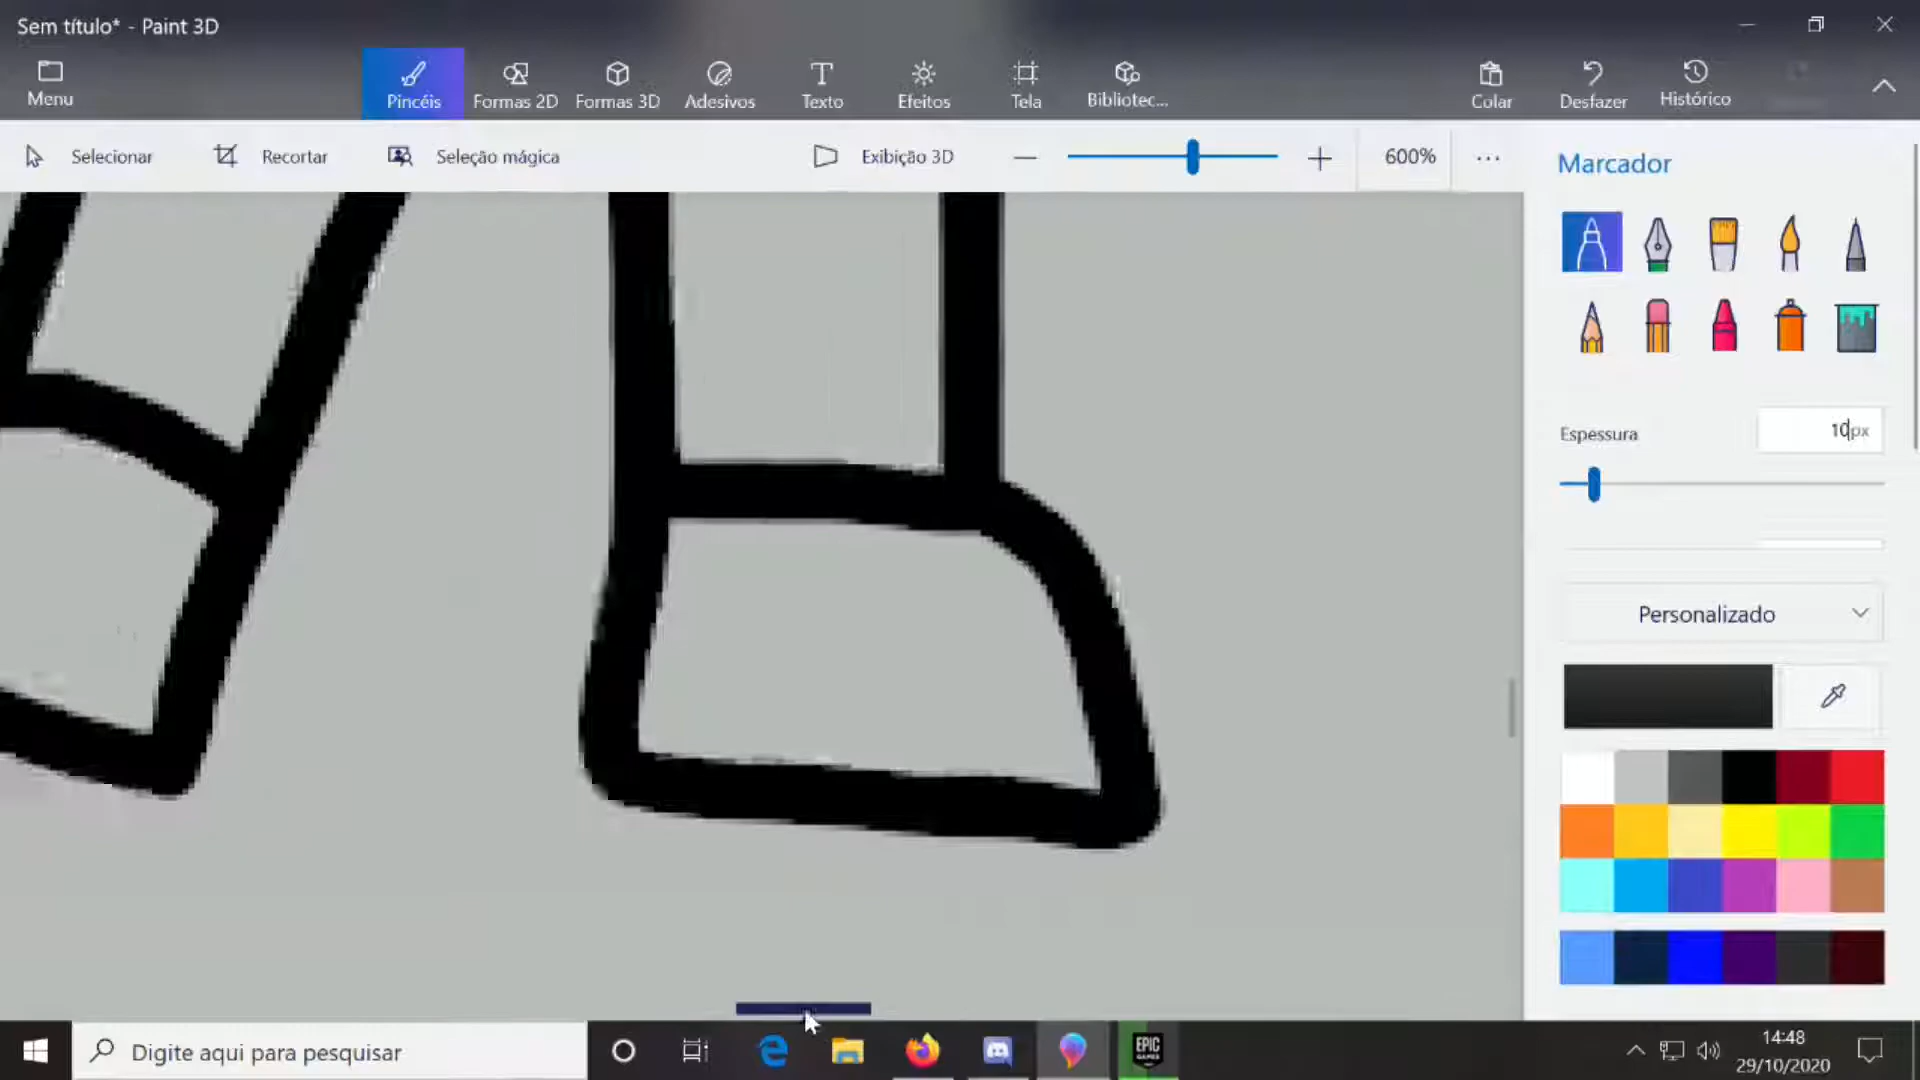 Sem título* - Paint 3D
Menu
Pincéis
Formas 2D
Formas 3D
Adesivos
Texto
Efeitos
Tela
Bibliotec...
Colar
Desfazer
Histórico
Selecionar
Recortar
Seleção mágica
Exibição 3D
600%
Marcador
Espessura
10px
Personalizado
EPIC
GAMES
Digite aqui para pesquisar
14:48
29/10/2020